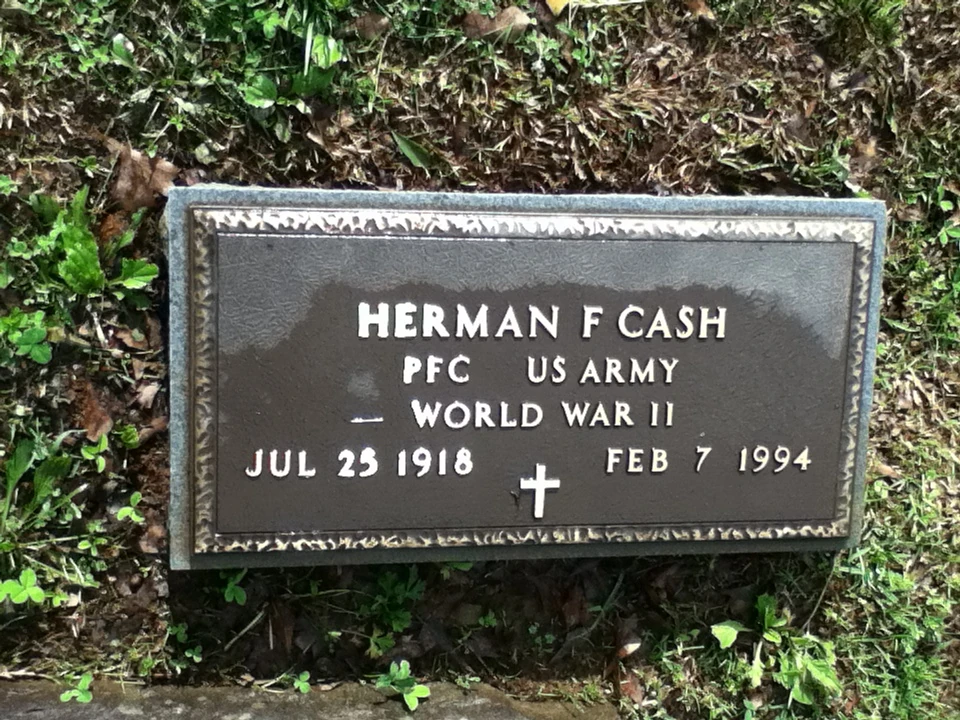 HERMAN F CASH
PFC US ARMY
WORLD WAR II
JUL 25 1918 FEB 7 1994